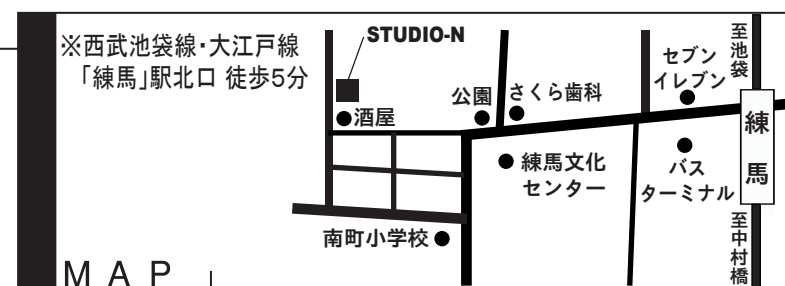 ※西武池袋線・大江戸線
「練馬」駅北口 徒歩5分
STUDIO-N
酒屋
公園
さくら歯科
セブン
イレブン
至池袋
練馬
練馬文化
センター
バス
ターミナル
至中村橋
南町小学校
MAP